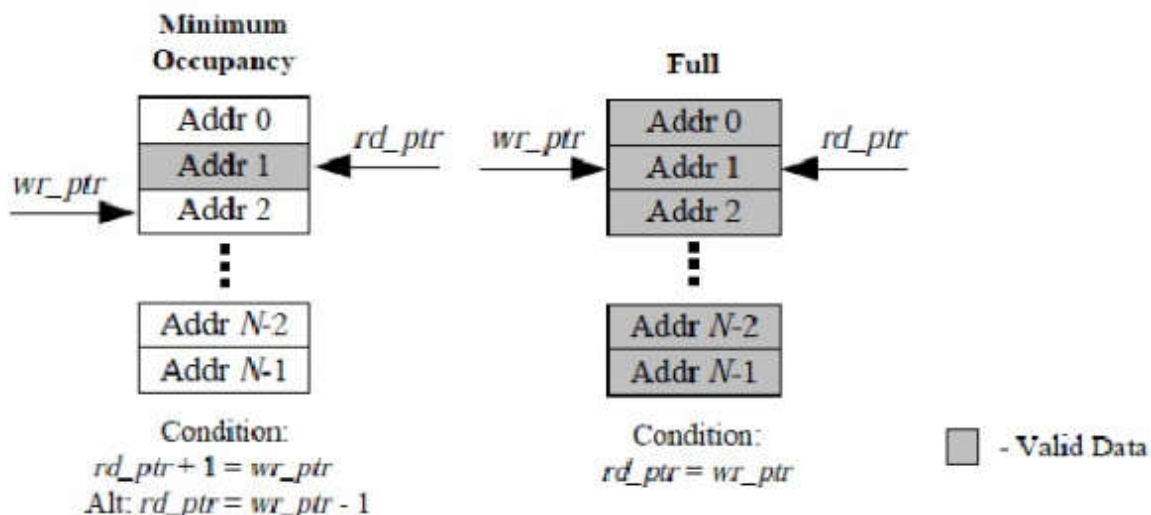 Minimum
Occupancy
Addr 0
Addr 1
Addr 2
Addr N-2
Addr N-1
wr_ptr
rd_ptr
Condition:
rd_ptr + 1 = wr_ptr
Alt: rd_ptr = wr_ptr - 1
Full
Addr 0
Addr 1
Addr 2
Addr N-2
Addr N-1
wr_ptr
rd_ptr
Condition:
rd_ptr = wr_ptr
- Valid Data